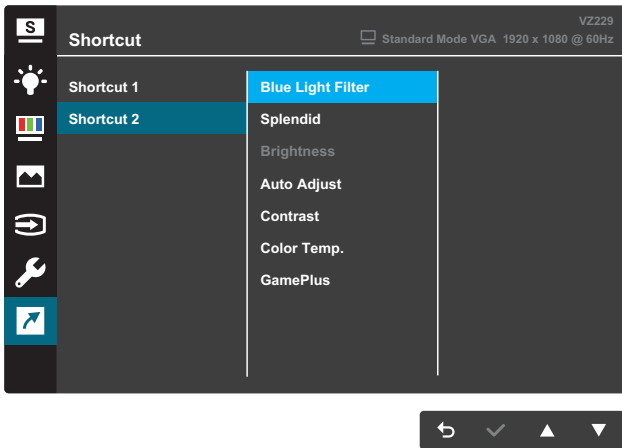 S
VZ229
Shortcut
Standard Mode VGA 1920 x 1080 @ 60Hz
Shortcut 1
Shortcut 2
Blue Light Filter
Splendid
Brightness
Auto Adjust
Contrast
Color Temp.
GamePlus